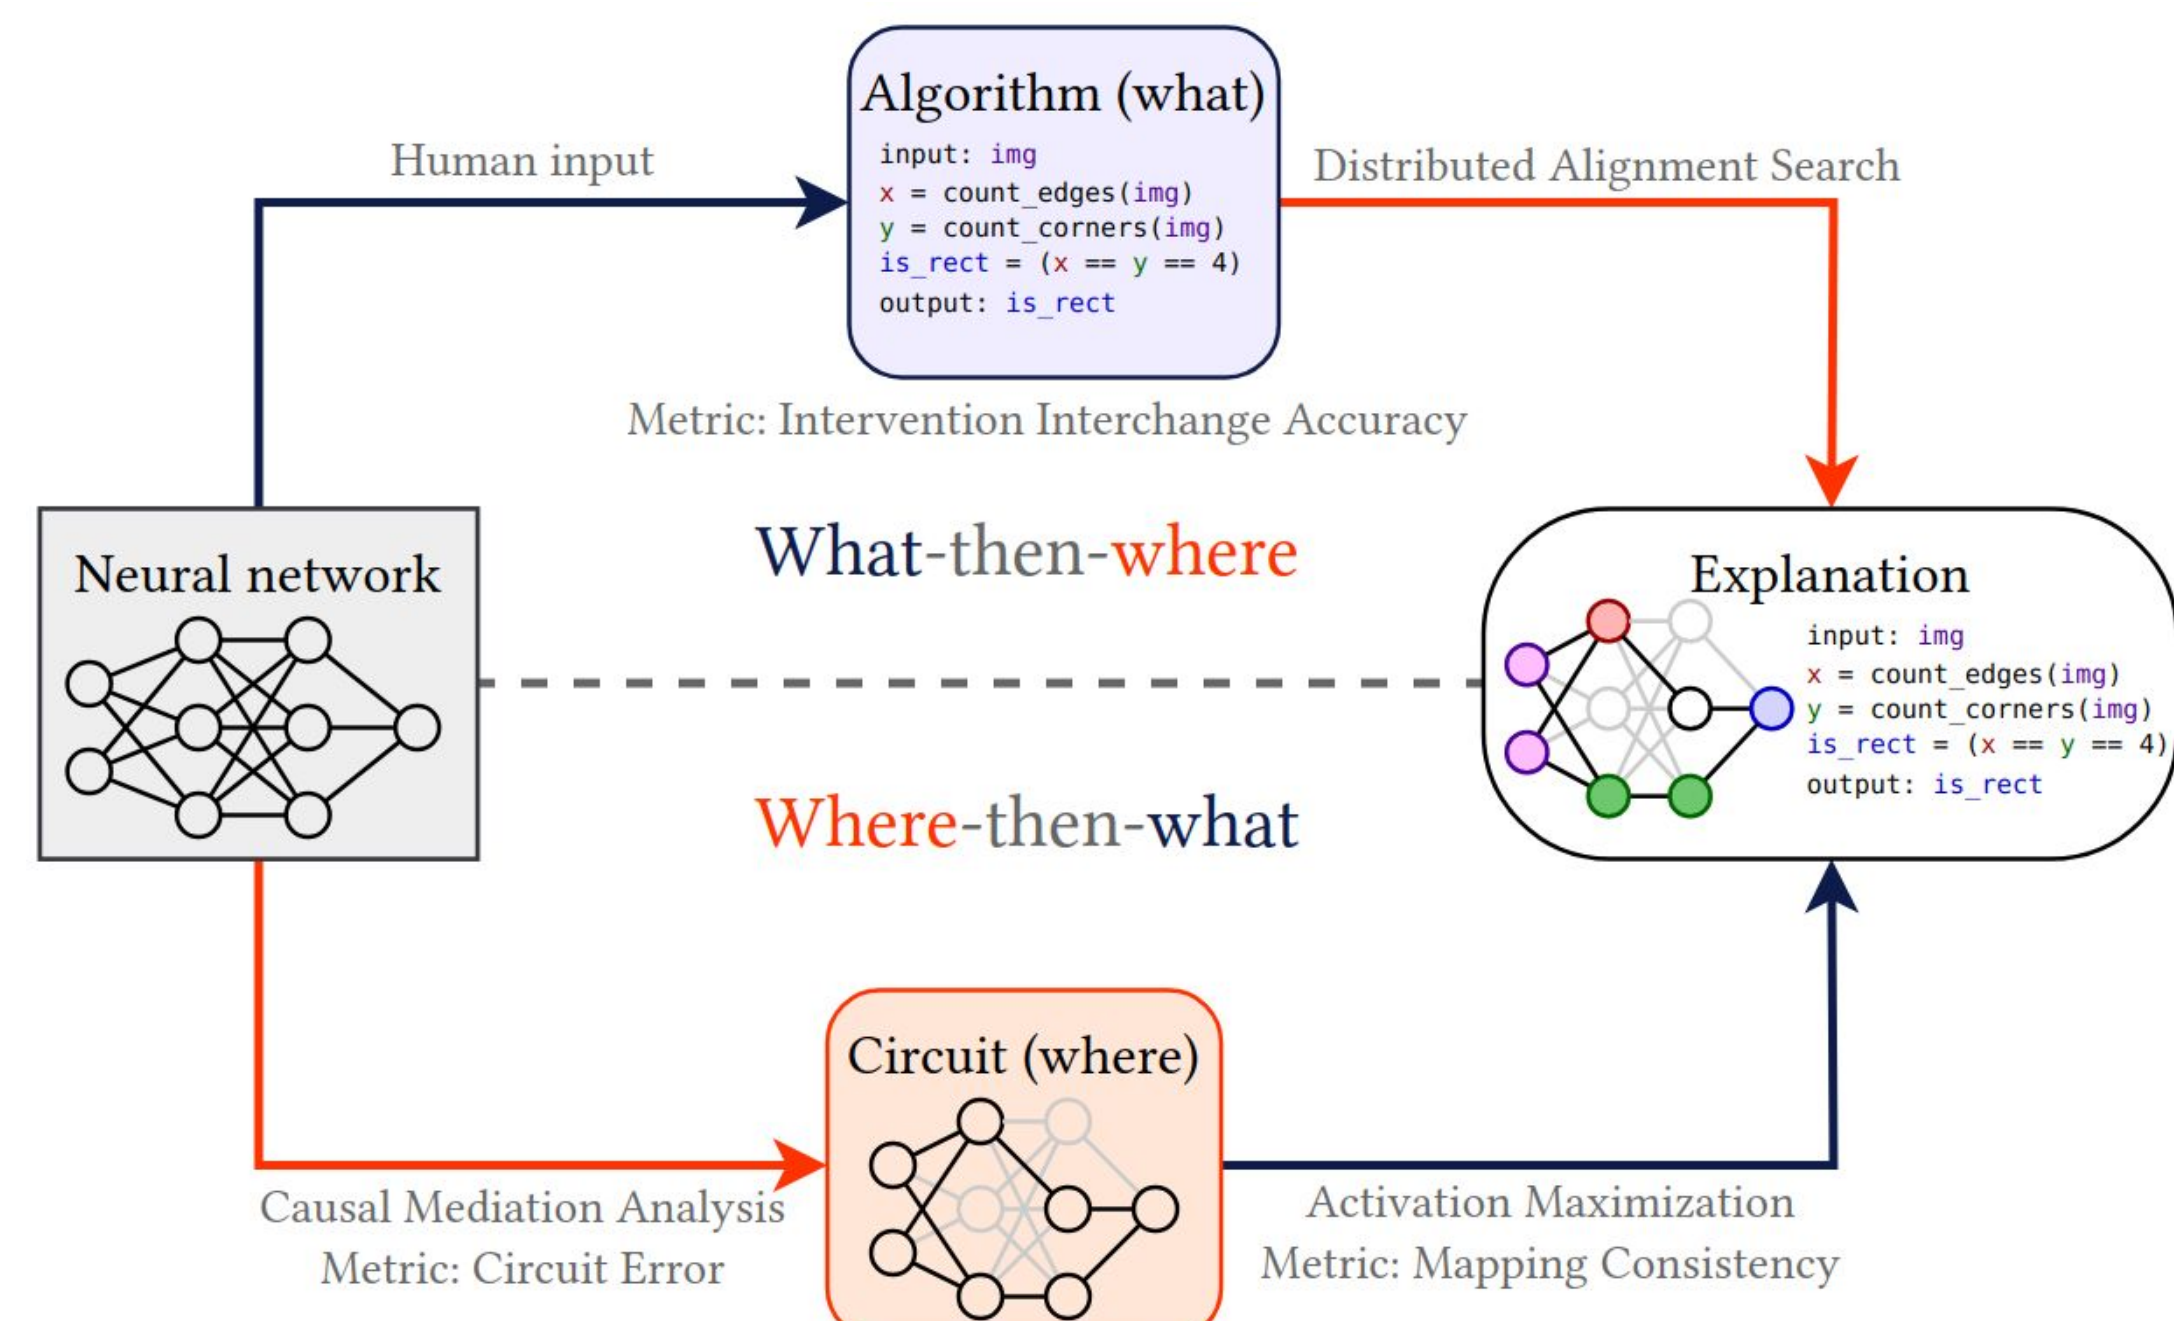 Algorithm (what)
input: img
x = count_edges(img)
y = count_corners(img)
is_rect = (x == y == 4)
output: is_rect
Human input
Distributed Alignment Search
Metric: Intervention Interchange Accuracy
Neural network
What-then-where
Where-then-what
Explanation
input: img
x = count_edges(img)
y = count_corners(img)
is_rect = (x == y == 4)
output: is_rect
Circuit (where)
Causal Mediation Analysis
Metric: Circuit Error
Activation Maximization
Metric: Mapping Consistency